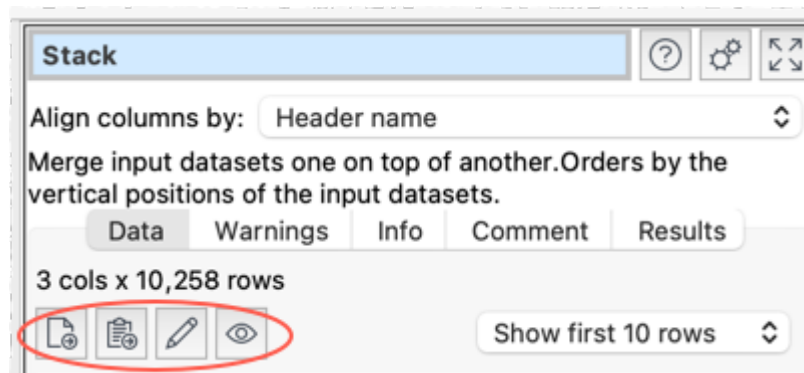 Stack
Align columns by: Header name
Merge input datasets one on top of another.Orders by the
vertical positions of the input datasets.
Data Warnings Info Comment Results
3 cols x 10,258 rows
Show first 10 rows